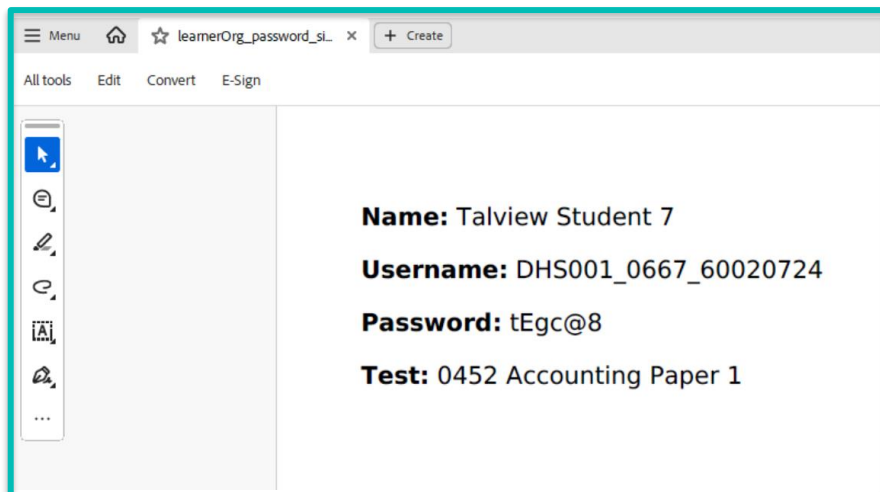 Menu
learnerOrg_password_si...
+ Create
All tools Edit Convert E-Sign
Name: Talview Student 7
Username: DHS001_0667_60020724
Password: tEgc@8
Test: 0452 Accounting Paper 1